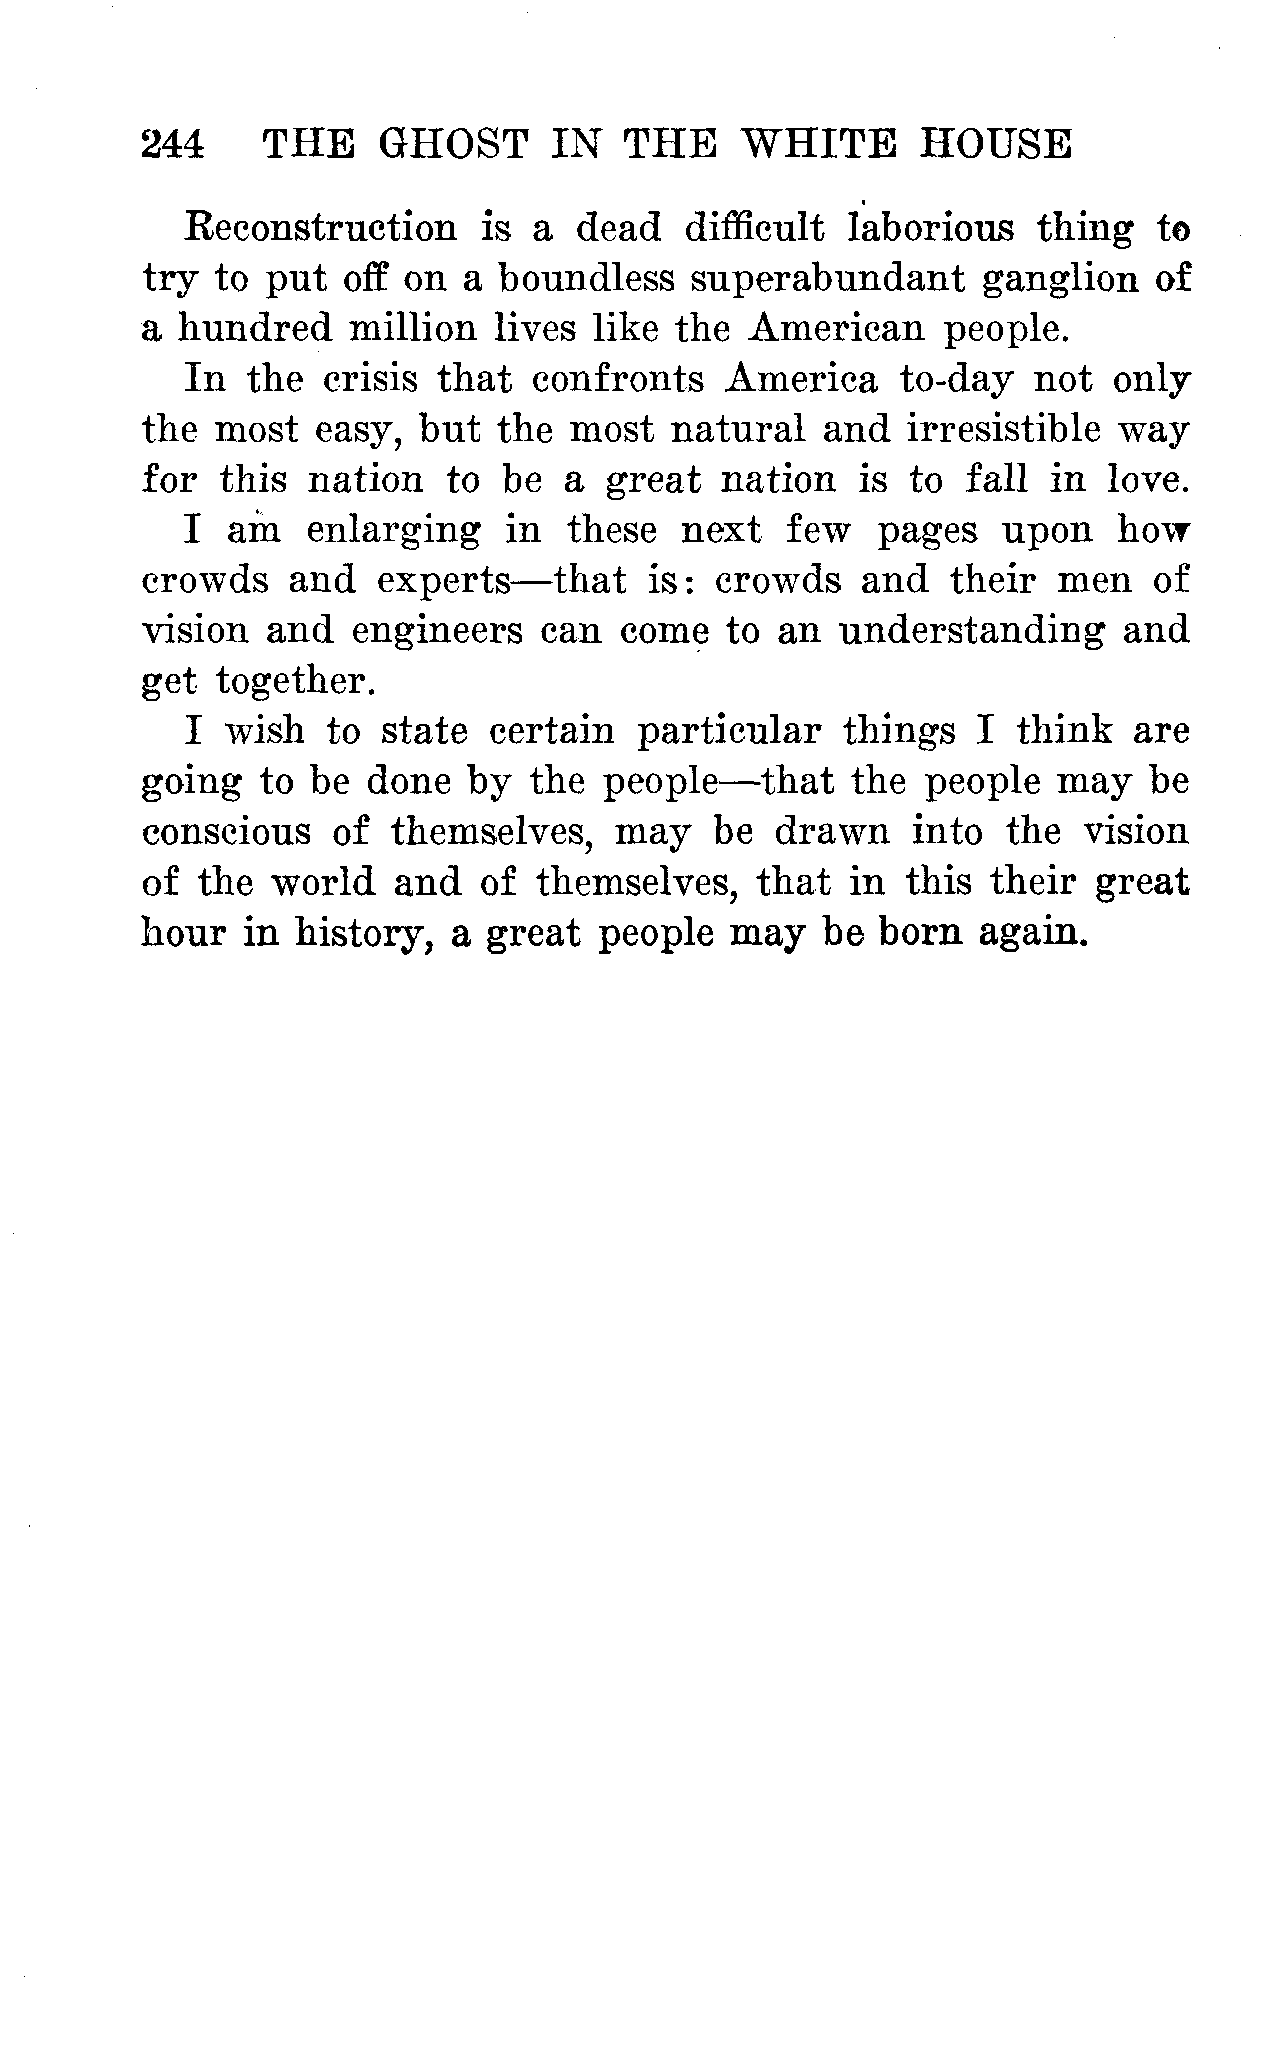 244 THE GHOST IN THE WHITE HOUSE
Reconstruction is a dead difficult laborious thing to
try to put off on a boundless superabundant ganglion of
a hundred million lives like the American people.
In the crisis that confronts America to-day not only
the most easy, but the most natural and irresistible way
for this nation to be a great nation is to fall in love.
I am enlarging in these next few pages upon how
crowds and experts—that is: crowds and their men of
vision and engineers can come to an understanding and
get together.
I wish to state certain particular things I think are
going to be done by the people—that the people may be
conscious of themselves, may be drawn into the vision
of the world and of themselves, that in this their great
hour in history, a great people may be born again.